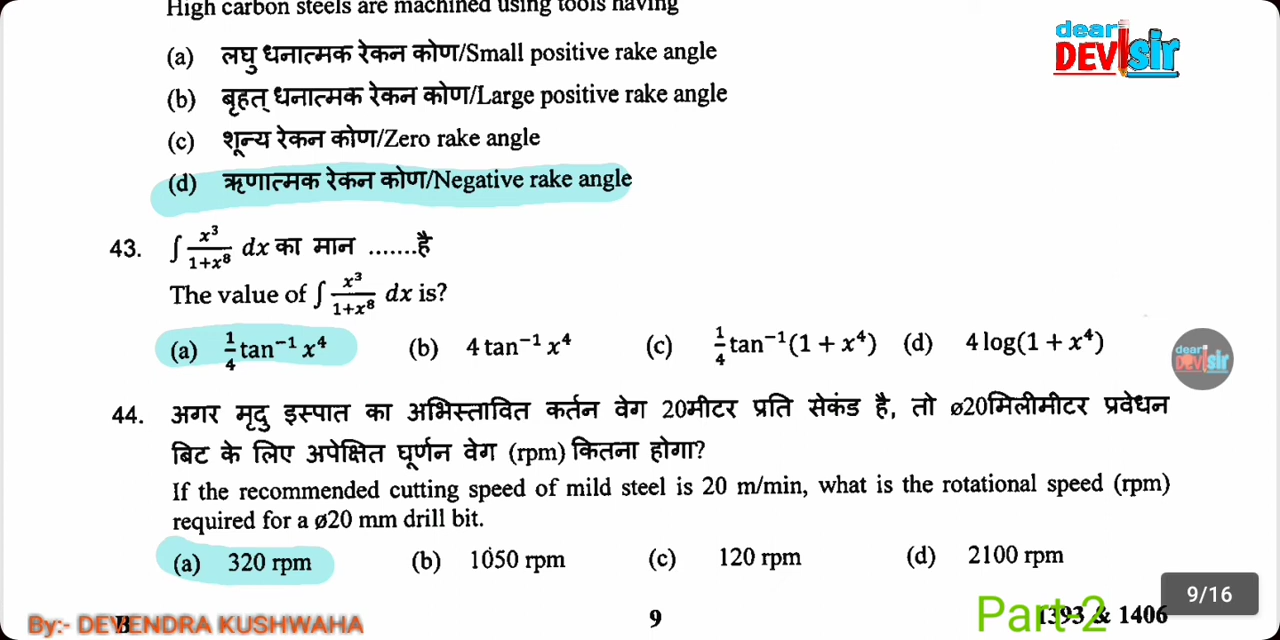 High carbon steels are machined using tools having
dear
DEVISir
(a) लघु धनात्मक रेकन कोण/Small positive rake angle
(b) बृहत् धनात्मक रेकन कोण/Large positive rake angle
(c) शून्य रेकन कोण/Zero rake angle
(d) ऋणात्मक रेकन कोण/Negative rake angle
43. ∫ x³/(1+x⁸) dx का मान .......है
The value of ∫ x³/(1+x⁸) dx is?
(a) 1/4 tan⁻¹ x⁴ (b) 4 tan⁻¹ x⁴ (c) 1/4 tan⁻¹(1 + x⁴) (d) 4 log(1 + x⁴)
dear
DEVISir
44. अगर मृदु इस्पात का अभिस्तावित कर्तन वेग 20मीटर प्रति सेकंड है, तो ø20मिलीमीटर प्रवेधन
बिट के लिए अपेक्षित घूर्णन वेग (rpm) कितना होगा?
If the recommended cutting speed of mild steel is 20 m/min, what is the rotational speed (rpm)
required for a ø20 mm drill bit.
(a) 320 rpm (b) 1050 rpm (c) 120 rpm (d) 2100 rpm
9/16
By:- DEVENDRA KUSHWAHA
B 9 1393 & 1406
Part-2